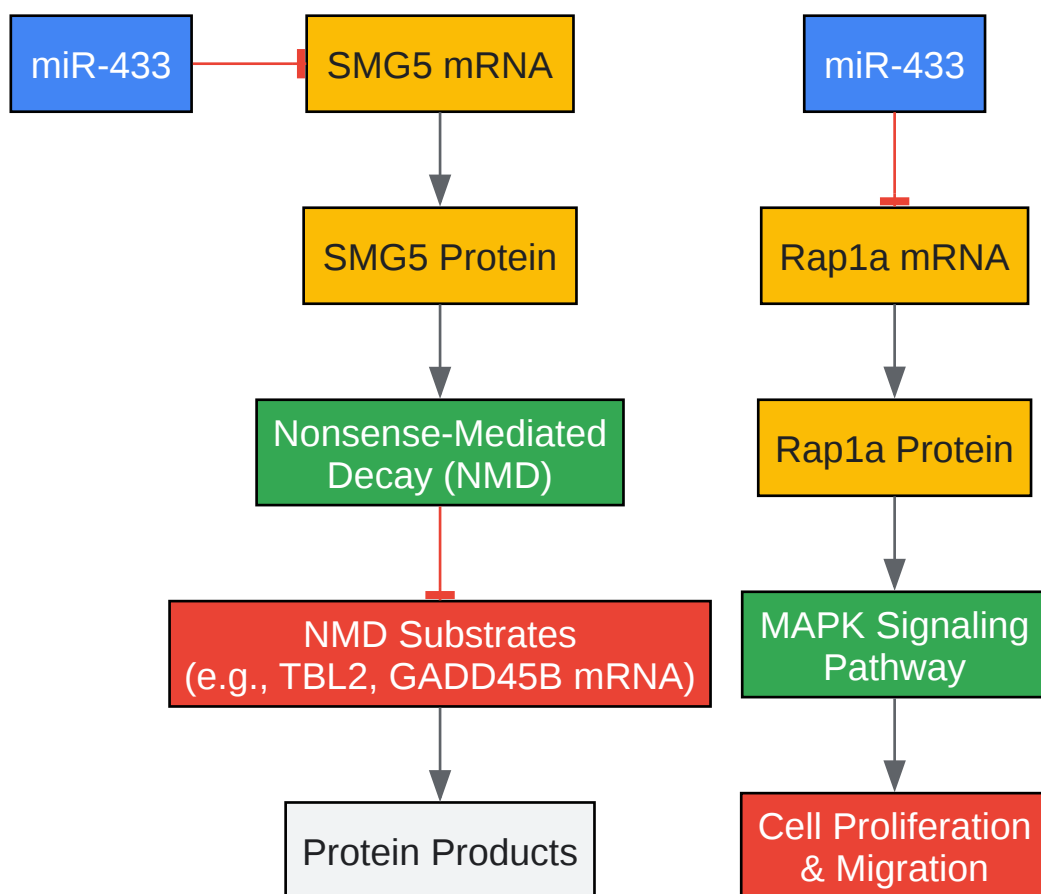 miR-433
SMG5 mRNA
SMG5 Protein
Nonsense-Mediated
Decay (NMD)
NMD Substrates
(e.g., TBL2, GADD45B mRNA)
Protein Products
miR-433
Rap1a mRNA
Rap1a Protein
MAPK Signaling
Pathway
Cell Proliferation
& Migration